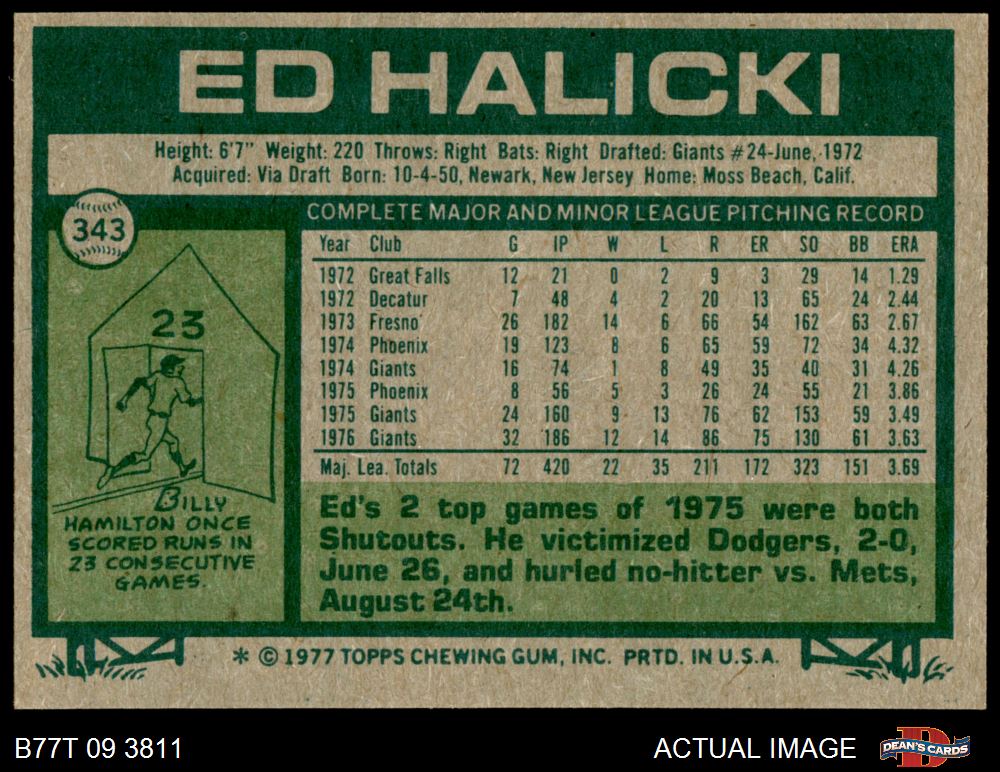 ED HALICKI
Height: 6'7" Weight: 220 Throws: Right Bats: Right Drafted: Giants #24-June, 1972
Acquired: Via Draft Born: 10-4-50, Newark, New Jersey Home: Moss Beach, Calif.
343
COMPLETE MAJOR AND MINOR LEAGUE PITCHING RECORD
Year Club G IP W L R ER SO BB ERA
1972 Great Falls 12 21 0 2 9 3 29 14 1.29
1972 Decatur 7 48 4 2 20 13 65 24 2.44
1973 Fresno 26 182 14 6 66 54 162 63 2.67
1974 Phoenix 19 123 8 6 65 59 72 34 4.32
1974 Giants 16 74 1 8 49 35 40 31 4.26
1975 Phoenix 8 56 5 3 26 24 55 21 3.86
1975 Giants 24 160 9 13 76 62 153 59 3.49
1976 Giants 32 186 12 14 86 75 130 61 3.63
Maj. Lea. Totals 72 420 22 35 211 172 323 151 3.69
23
BILLY
HAMILTON ONCE
SCORED RUNS IN
23 CONSECUTIVE
GAMES.
Ed's 2 top games of 1975 were both
Shutouts. He victimized Dodgers, 2-0,
June 26, and hurled no-hitter vs. Mets,
August 24th.
* © 1977 TOPPS CHEWING GUM, INC. PRTD. IN U.S.A.
B77T 09 3811
ACTUAL IMAGE
D
DEAN'S CARDS